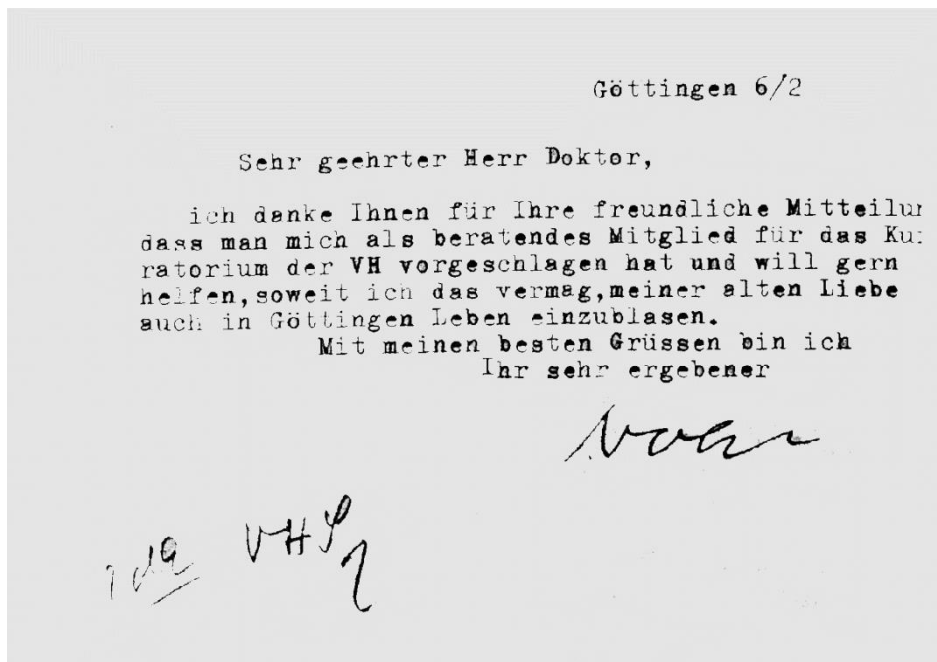 Göttingen 6/2
Sehr geehrter Herr Doktor,
ich danke Ihnen für Ihre freundliche Mitteilun
dass man mich als beratendes Mitglied für das Ku
ratorium der VH vorgeschlagen hat und will gern
helfen,soweit ich das vermag,meiner alten Liebe
auch in Göttingen Leben einzublasen.
Mit meinen besten Grüssen bin ich
Ihr sehr ergebener
VHS